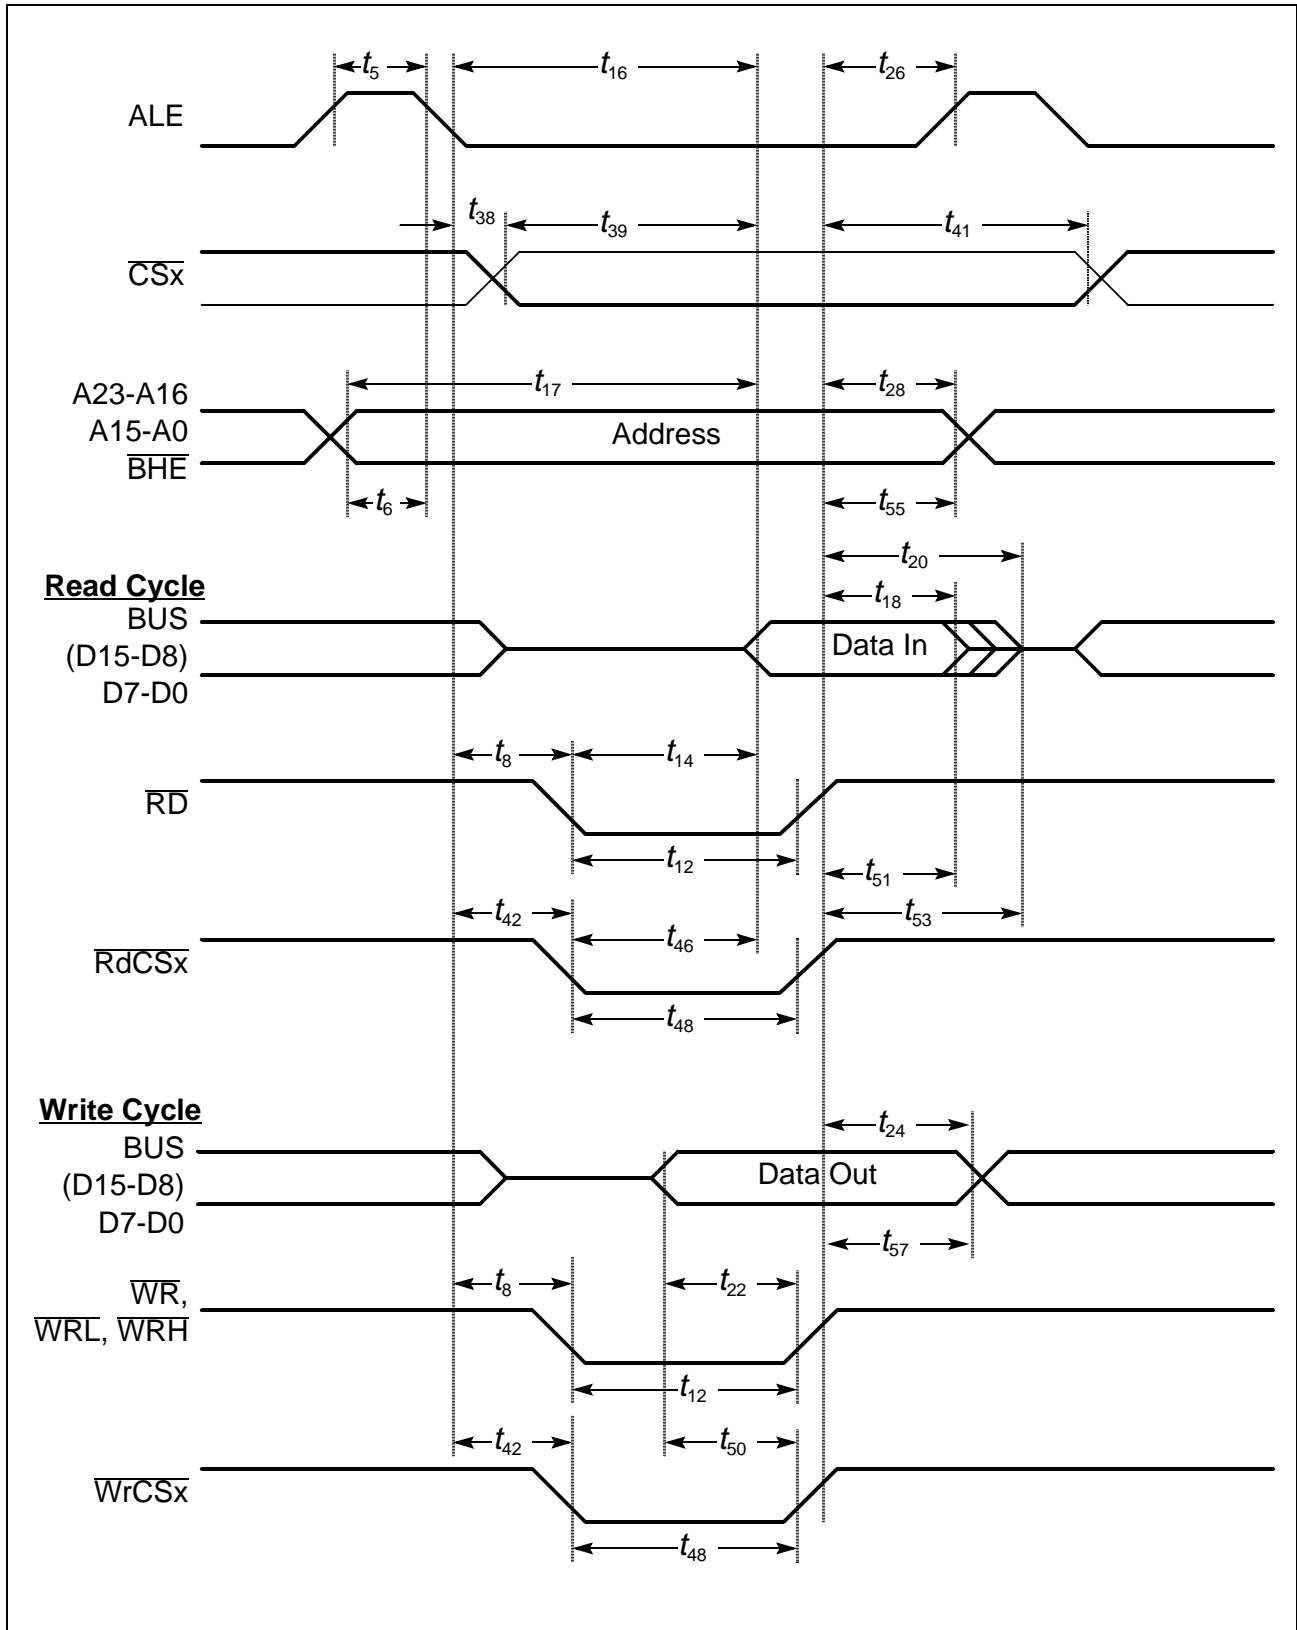 t5 t16 t26
ALE
t38 t39 t41
CSx
t17 t28
A23-A16
A15-A0 Address
BHE
t6 t55
t20
Read Cycle
t18
BUS
(D15-D8) Data In
D7-D0
t8 t14
RD
t12 t51
t42 t46 t53
RdCSx
t48
Write Cycle
t24
BUS
(D15-D8) Data Out
D7-D0
t57
t8 t22
WR,
WRL, WRH
t12
t42 t50
WrCSx
t48